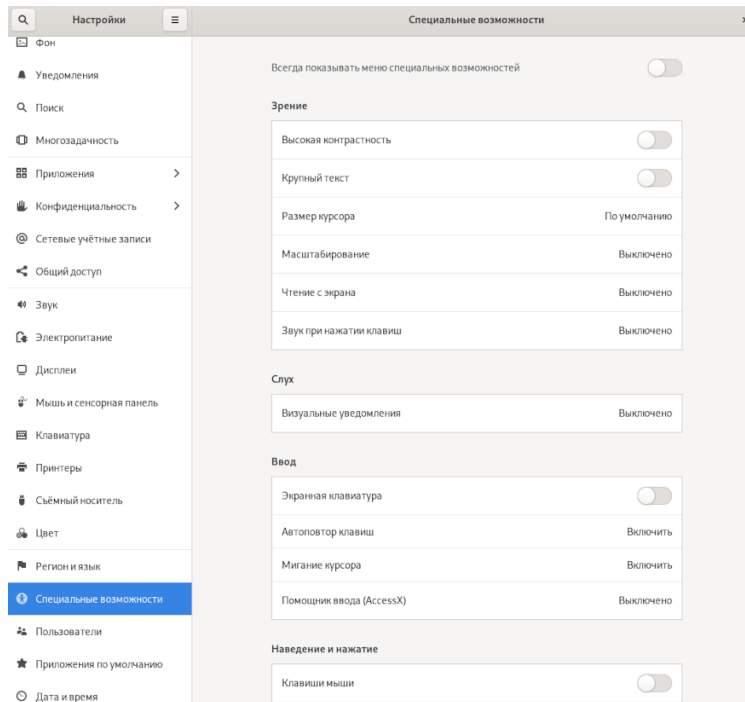 Настройки
Специальные возможности
Фон
Уведомления
Поиск
Многозадачность
Приложения
Конфиденциальность
Сетевые учётные записи
Общий доступ
Звук
Электропитание
Дисплеи
Мышь и сенсорная панель
Клавиатура
Принтеры
Съёмный носитель
Цвет
Регион и язык
Специальные возможности
Пользователи
Приложения по умолчанию
Дата и время
Всегда показывать меню специальных возможностей
Зрение
Высокая контрастность
Крупный текст
Размер курсора По умолчанию
Масштабирование Выключено
Чтение с экрана Выключено
Звук при нажатии клавиш Выключено
Слух
Визуальные уведомления Выключено
Ввод
Экранная клавиатура
Автоповтор клавиш Включить
Мигание курсора Включить
Помощник ввода (AccessX) Выключено
Наведение и нажатие
Клавиши мыши